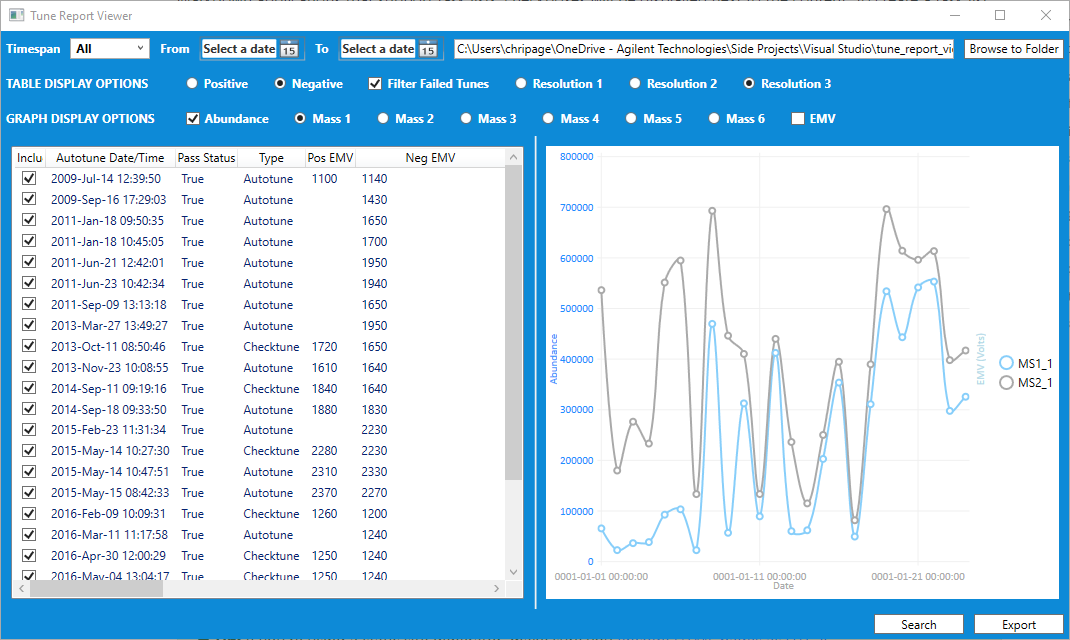 Tune Report Viewer
Timespan All From Select a date 15 To Select a date 15 C:\Users\chripage\OneDrive - Agilent Technologies\Side Projects\Visual Studio\tune_report_vi Browse to Folder
TABLE DISPLAY OPTIONS Positive Negative Filter Failed Tunes Resolution 1 Resolution 2 Resolution 3
GRAPH DISPLAY OPTIONS Abundance Mass 1 Mass 2 Mass 3 Mass 4 Mass 5 Mass 6 EMV
Inclu Autotune Date/Time Pass Status Type Pos EMV Neg EMV
2009-Jul-14 12:39:50 True Autotune 1100 1140
2009-Sep-16 17:29:03 True Autotune 1430
2011-Jan-18 09:50:35 True Autotune 1650
2011-Jan-18 10:45:05 True Autotune 1700
2011-Jun-21 12:42:01 True Autotune 1950
2011-Jun-23 10:42:34 True Autotune 1940
2011-Sep-09 13:13:18 True Autotune 1650
2013-Mar-27 13:49:27 True Autotune 1950
2013-Oct-11 08:50:46 True Checktune 1720 1650
2013-Nov-23 10:08:55 True Autotune 1610 1640
2014-Sep-11 09:19:16 True Checktune 1840 1640
2014-Sep-18 09:33:50 True Autotune 1880 1830
2015-Feb-23 11:31:34 True Autotune 2230
2015-May-14 10:27:30 True Checktune 2280 2230
2015-May-14 10:47:51 True Autotune 2310 2330
2015-May-15 08:42:33 True Autotune 2370 2270
2016-Feb-09 10:09:31 True Checktune 1260 1200
2016-Mar-11 11:17:58 True Autotune 1240
2016-Apr-30 12:00:29 True Checktune 1250 1240
2016-May-04 13:04:17 True Checktune 1250 1240
800000
700000
600000
500000
400000
300000
200000
100000
0
Abundance
0001-01-01 00:00:00 0001-01-11 00:00:00 0001-01-21 00:00:00
Date
EMV (Volts)
MS1_1
MS2_1
Search Export